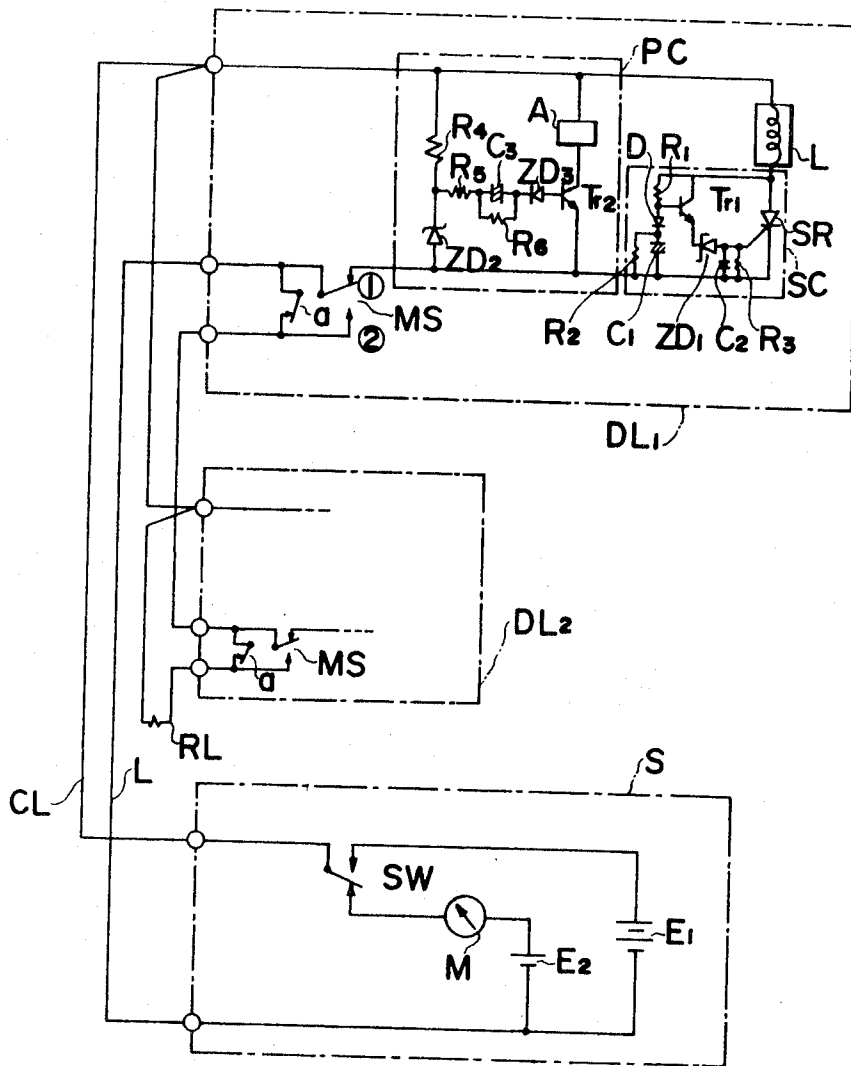 PC
A
R4
R5
C3
ZD3
Tr2
R6
ZD2
D
R1
Tr1
L
SR
SC
①
a
MS
②
R2
C1
ZD1
C2
R3
DL1
DL2
a
MS
RL
CL
L
S
SW
M
E2
E1